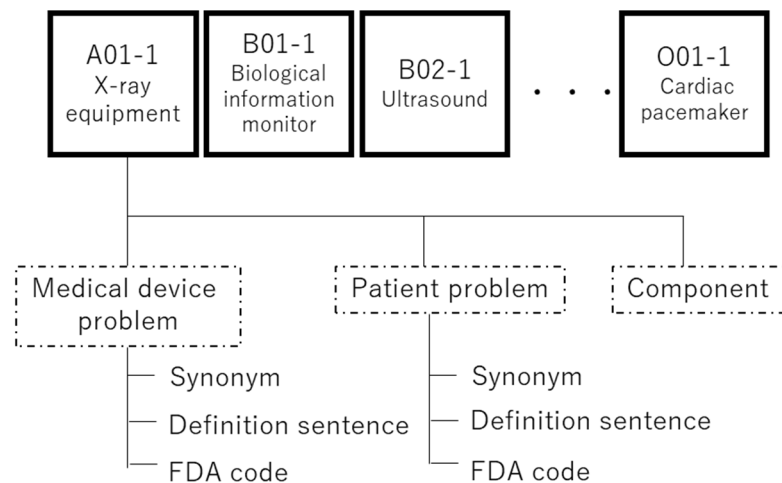 A01-1
X-ray
equipment
B01-1
Biological
information
monitor
B02-1
Ultrasound
· · ·
O01-1
Cardiac
pacemaker
Medical device
problem
Synonym
Definition sentence
FDA code
Patient problem
Synonym
Definition sentence
FDA code
Component